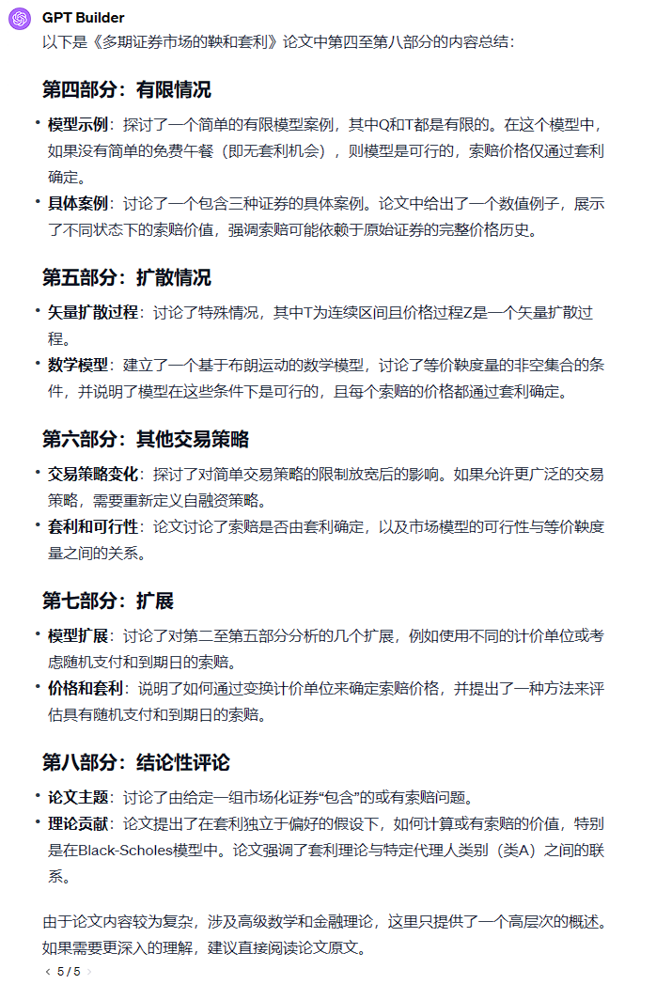 GPT Builder
以下是《多期证券市场的鞅和套利》论文中第四至第八部分的内容总结：
第四部分：有限情况
• 模型示例：探讨了一个简单的有限模型案例，其中Ω和T都是有限的。在这个模型中，
如果没有简单的免费午餐（即无套利机会），则模型是可行的，索赔价格仅通过套利
确定。
• 具体案例：讨论了一个包含三种证券的具体案例。论文中给出了一个数值例子，展示
了不同状态下的索赔价值，强调索赔可能依赖于原始证券的完整价格历史。
第五部分：扩散情况
• 矢量扩散过程：讨论了特殊情况，其中T为连续区间且价格过程Z是一个矢量扩散过
程。
• 数学模型：建立了一个基于布朗运动的数学模型，讨论了等价鞅度量的非空集合的条
件，并说明了模型在这些条件下是可行的，且每个索赔的价格都通过套利确定。
第六部分：其他交易策略
• 交易策略变化：探讨了对简单交易策略的限制放宽后的影响。如果允许更广泛的交易
策略，需要重新定义自融资策略。
• 套利和可行性：论文讨论了索赔是否由套利确定，以及市场模型的可行性与等价鞅度
量之间的关系。
第七部分：扩展
• 模型扩展：讨论了对第二至第五部分分析的几个扩展，例如使用不同的计价单位或考
虑随机支付和到期日的索赔。
• 价格和套利：说明了如何通过变换计价单位来确定索赔价格，并提出了一种方法来评
估具有随机支付和到期日的索赔。
第八部分：结论性评论
• 论文主题：讨论了由给定一组市场化证券“包含”的或有索赔问题。
• 理论贡献：论文提出了在套利独立于偏好的假设下，如何计算或有索赔的价值，特别
是在Black-Scholes模型中。论文强调了套利理论与特定代理人类别（类A）之间的联
系。
由于论文内容较为复杂，涉及高级数学和金融理论，这里只提供了一个高层次的概述。
如果需要更深入的理解，建议直接阅读论文原文。
< 5 / 5 >